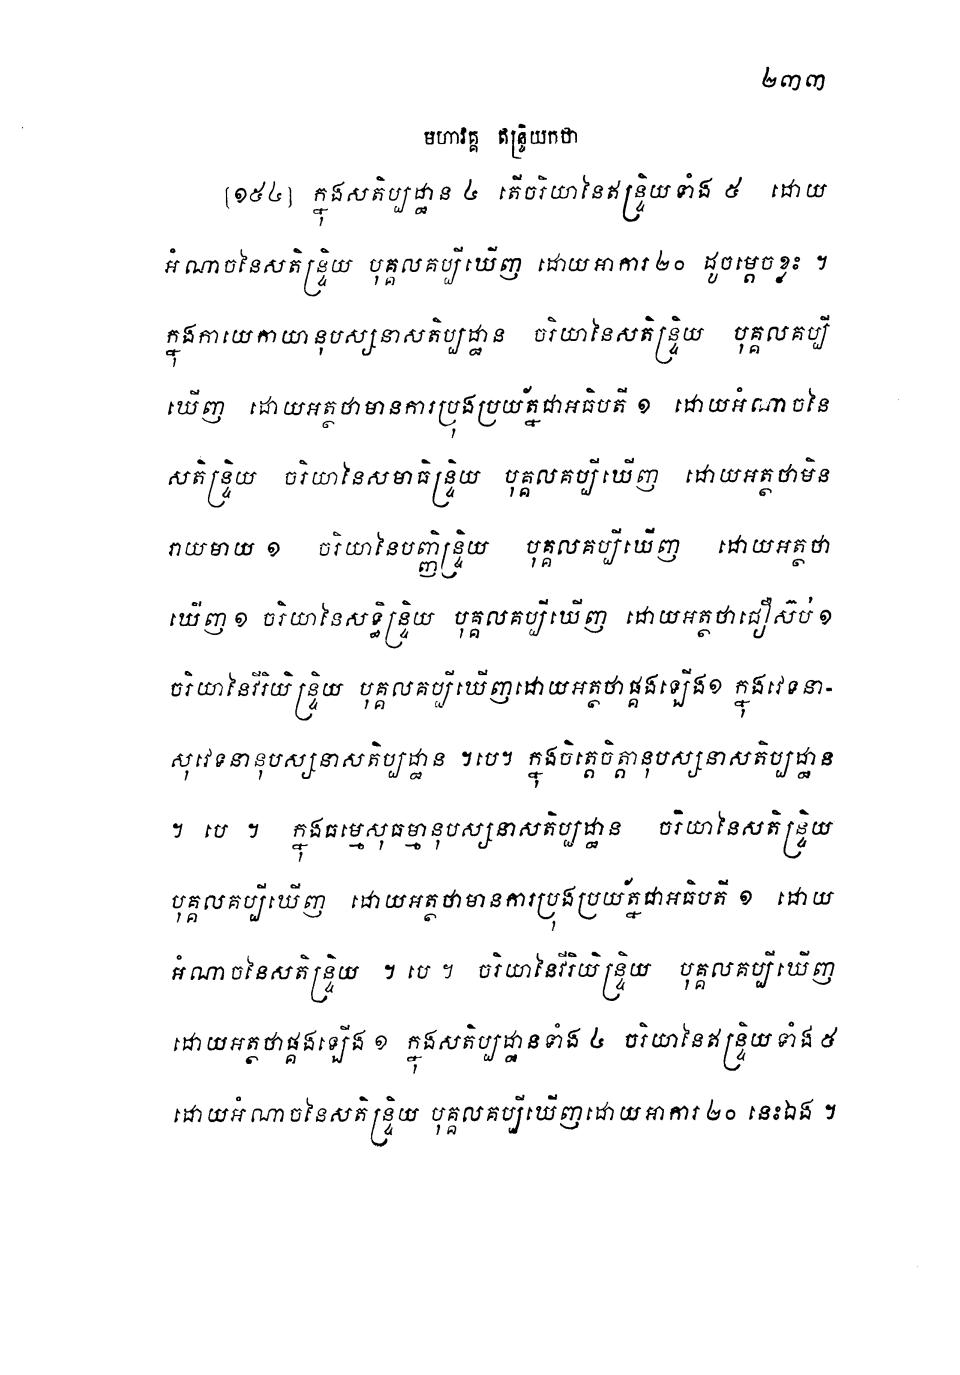 ២៣៣
មហាវគ្គ ឥន្ទ្រិយកថា
[១៥៤] ក្នុងសតិប្បដ្ឋាន ៤ តើចរិយានៃឥន្ទ្រិយទាំង ៥ ដោយ
អំណាចនៃសតិន្ទ្រិយ បុគ្គលគប្បីឃើញ ដោយអាការ ២០ ដូចម្តេចខ្លះ ។
ក្នុងកាយេកាយានុបស្សនាសតិប្បដ្ឋាន ចរិយានៃសតិន្ទ្រិយ បុគ្គលគប្បី
ឃើញ ដោយអត្ថថាមានការប្រុងប្រយ័ត្នជាអធិបតី ១ ដោយអំណាចនៃ
សតិន្ទ្រិយ ចរិយានៃសមាធិន្ទ្រិយ បុគ្គលគប្បីឃើញ ដោយអត្ថថាមិន
រាយមាយ ១ ចរិយានៃបញ្ញិន្ទ្រិយ បុគ្គលគប្បីឃើញ ដោយអត្ថថា
ឃើញ ១ ចរិយានៃសទ្ធិន្ទ្រិយ បុគ្គលគប្បីឃើញ ដោយអត្ថថាជឿស៊ប់ ១
ចរិយានៃវីរិយិន្ទ្រិយ បុគ្គលគប្បីឃើញដោយអត្ថថាផ្គងឡើង ១ ក្នុងវេទនា-
សុវេទនានុបស្សនាសតិប្បដ្ឋាន ។បេ។ ក្នុងចិត្តេចិត្តានុបស្សនាសតិប្បដ្ឋាន
។ បេ ។ ក្នុងធម្មេសុធម្មានុបស្សនាសតិប្បដ្ឋាន ចរិយានៃសតិន្ទ្រិយ
បុគ្គលគប្បីឃើញ ដោយអត្ថថាមានការប្រុងប្រយ័ត្នជាអធិបតី ១ ដោយ
អំណាចនៃសតិន្ទ្រិយ ។ បេ ។ ចរិយានៃវីរិយិន្ទ្រិយ បុគ្គលគប្បីឃើញ
ដោយអត្ថថាផ្គងឡើង ១ ក្នុងសតិប្បដ្ឋានទាំង ៤ ចរិយានៃឥន្ទ្រិយទាំង ៥
ដោយអំណាចនៃសតិន្ទ្រិយ បុគ្គលគប្បីឃើញដោយអាការ ២០ នេះឯង ។